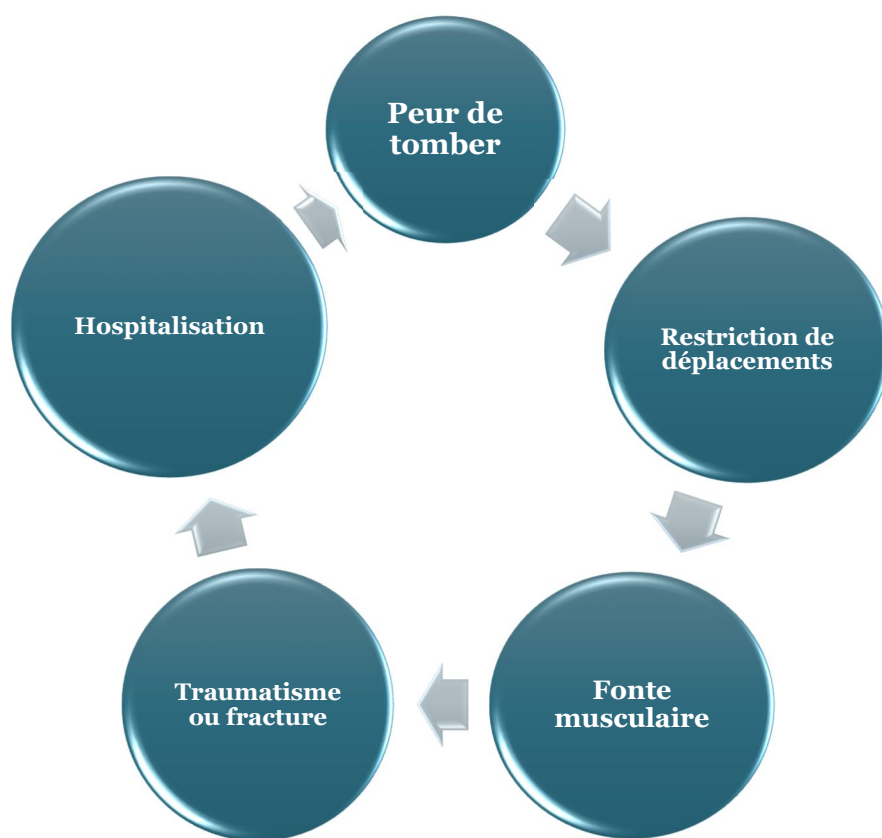 Peur de
tomber
Hospitalisation
Restriction de
déplacements
Traumatisme
ou fracture
Fonte
musculaire